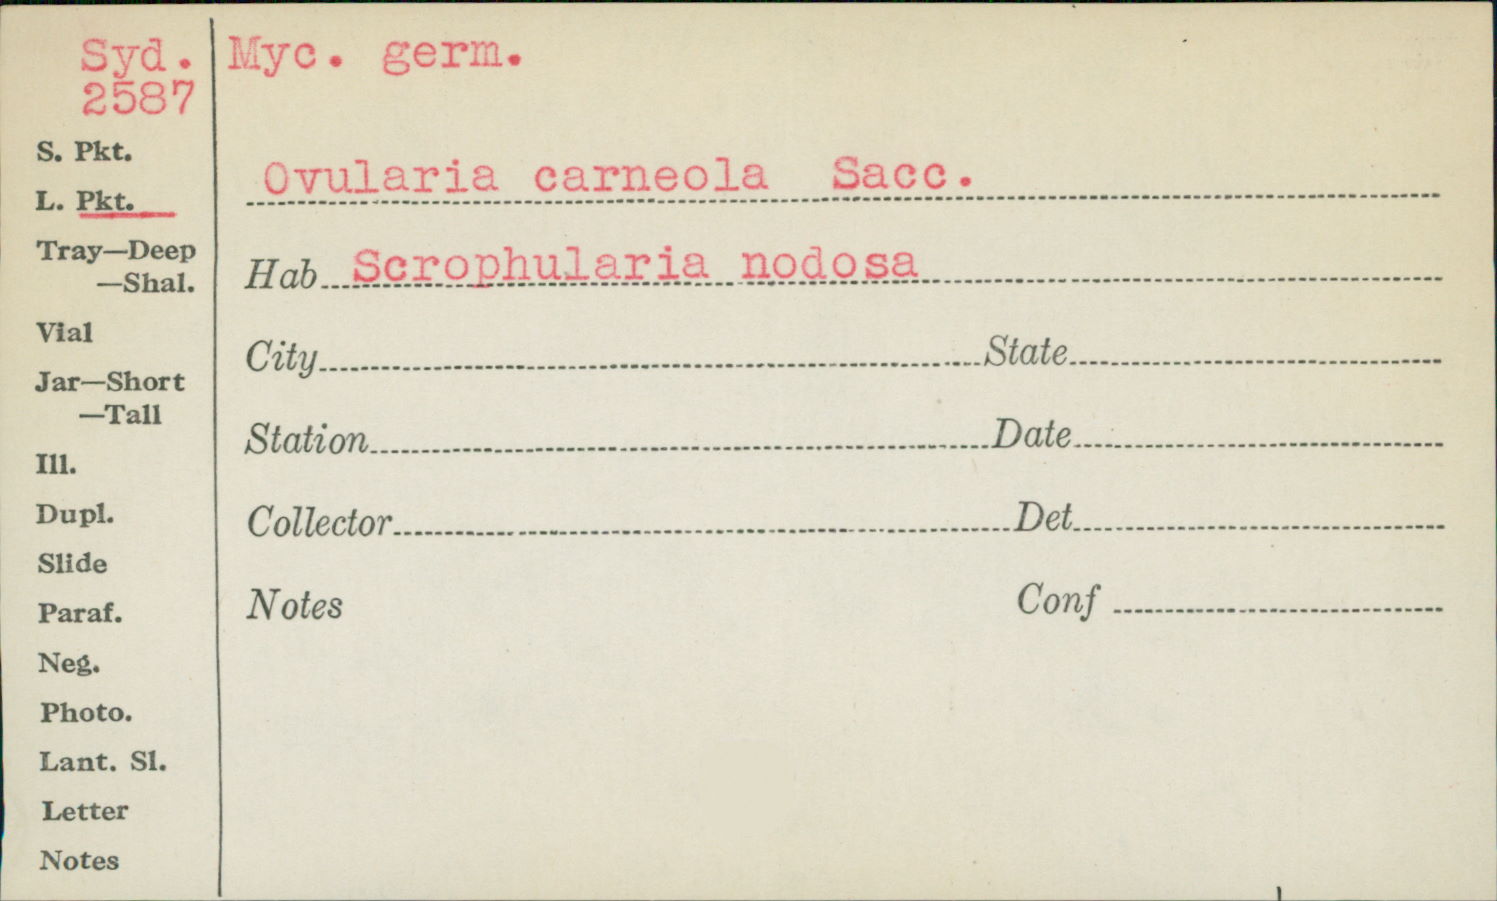 Syd. Myc. germ.
2587
S. Pkt.
L. Pkt.
Tray—Deep
—Shal.
Vial
Jar—Short
—Tall
Ill.
Dupl.
Slide
Paraf.
Neg.
Photo.
Lant. Sl.
Letter
Notes
Ovularia carneola Sacc.
Hab Scrophularia nodosa
City State
Station Date
Collector Det
Notes Conf